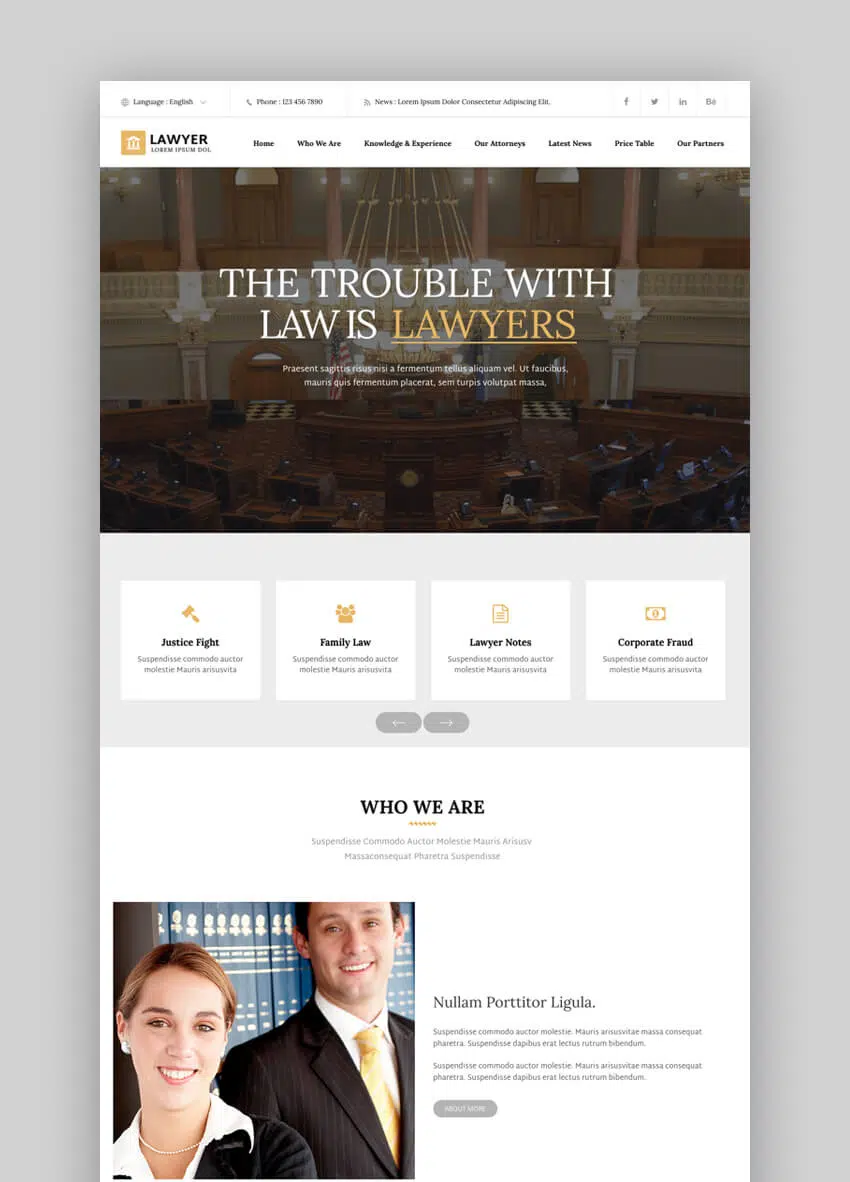 Language : English
Phone : 123 456 7890
News : Lorem Ipsum Dolor Consectetur Adipiscing Elit.
f
in
Bē
LAWYER
LOREM IPSUM DOL
Home
Who We Are
Knowledge & Experience
Our Attorneys
Latest News
Price Table
Our Partners
THE TROUBLE WITH
LAW IS LAWYERS
Praesent sagittis risus nisi a fermentum tellus aliquam vel. Ut faucibus,
mauris quis fermentum placerat, sem turpis volutpat massa,
Justice Fight
Suspendisse commodo auctor
molestie Mauris arisusvita
Family Law
Suspendisse commodo auctor
molestie Mauris arisusvita
Lawyer Notes
Suspendisse commodo auctor
molestie Mauris arisusvita
Corporate Fraud
Suspendisse commodo auctor
molestie Mauris arisusvita
WHO WE ARE
Suspendisse Commodo Auctor Molestie Mauris Arisusv
Massaconsequat Pharetra Suspendisse
Nullam Porttitor Ligula.
Suspendisse commodo auctor molestie. Mauris arisusvitae massa consequat
pharetra. Suspendisse dapibus erat lectus rutrum bibendum.
Suspendisse commodo auctor molestie. Mauris arisusvitae massa consequat
pharetra. Suspendisse dapibus erat lectus rutrum bibendum.
ABOUT MORE